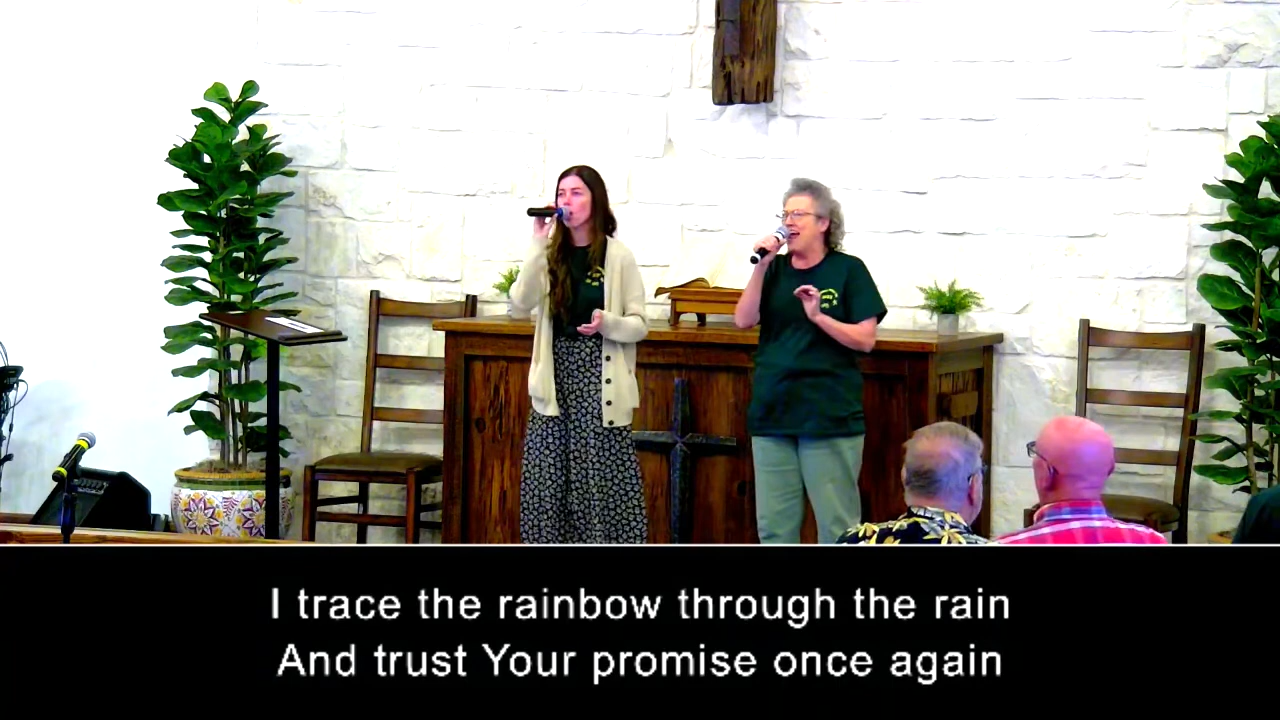 I trace the rainbow through the rain
And trust Your promise once again